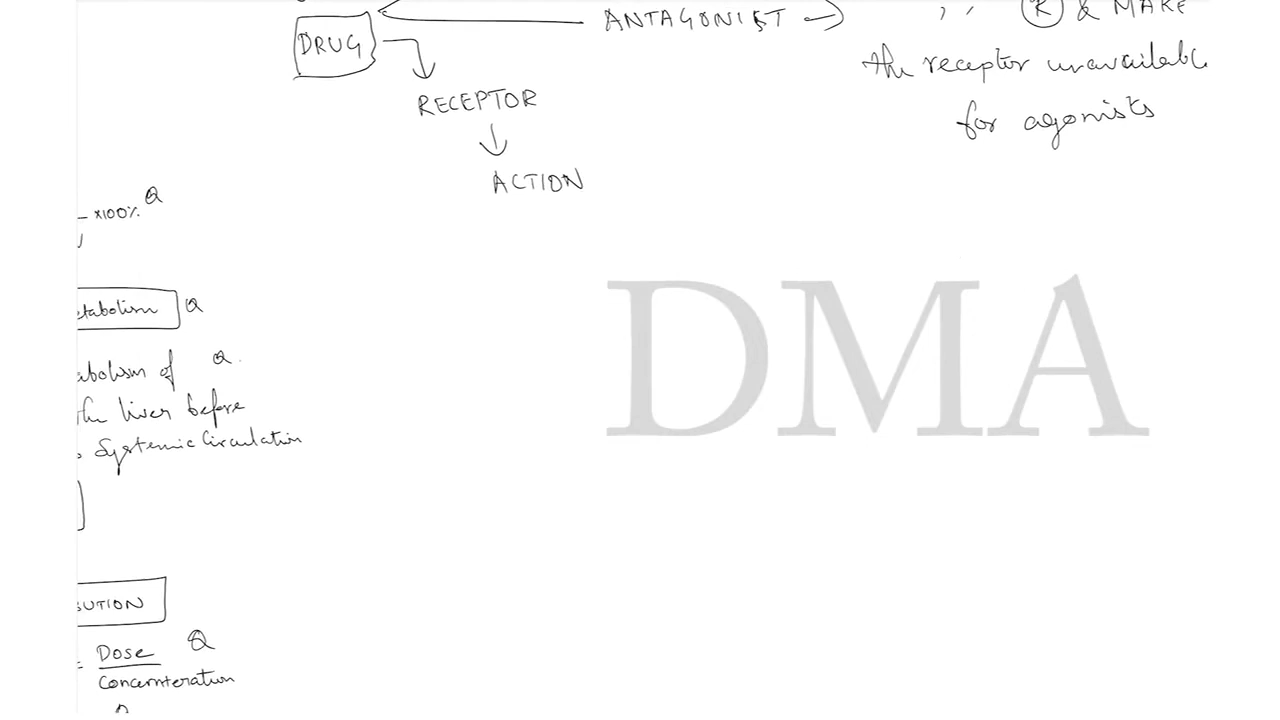 ANTAGONIST
, , R & MAKE
DRUG
the receptor unavailable
RECEPTOR
for agonists
ACTION
x100% Q
etabolism Q
abolism of Q
the liver before
Systemic Circulation
DMA
BUTION
= Dose Q
Concernteration